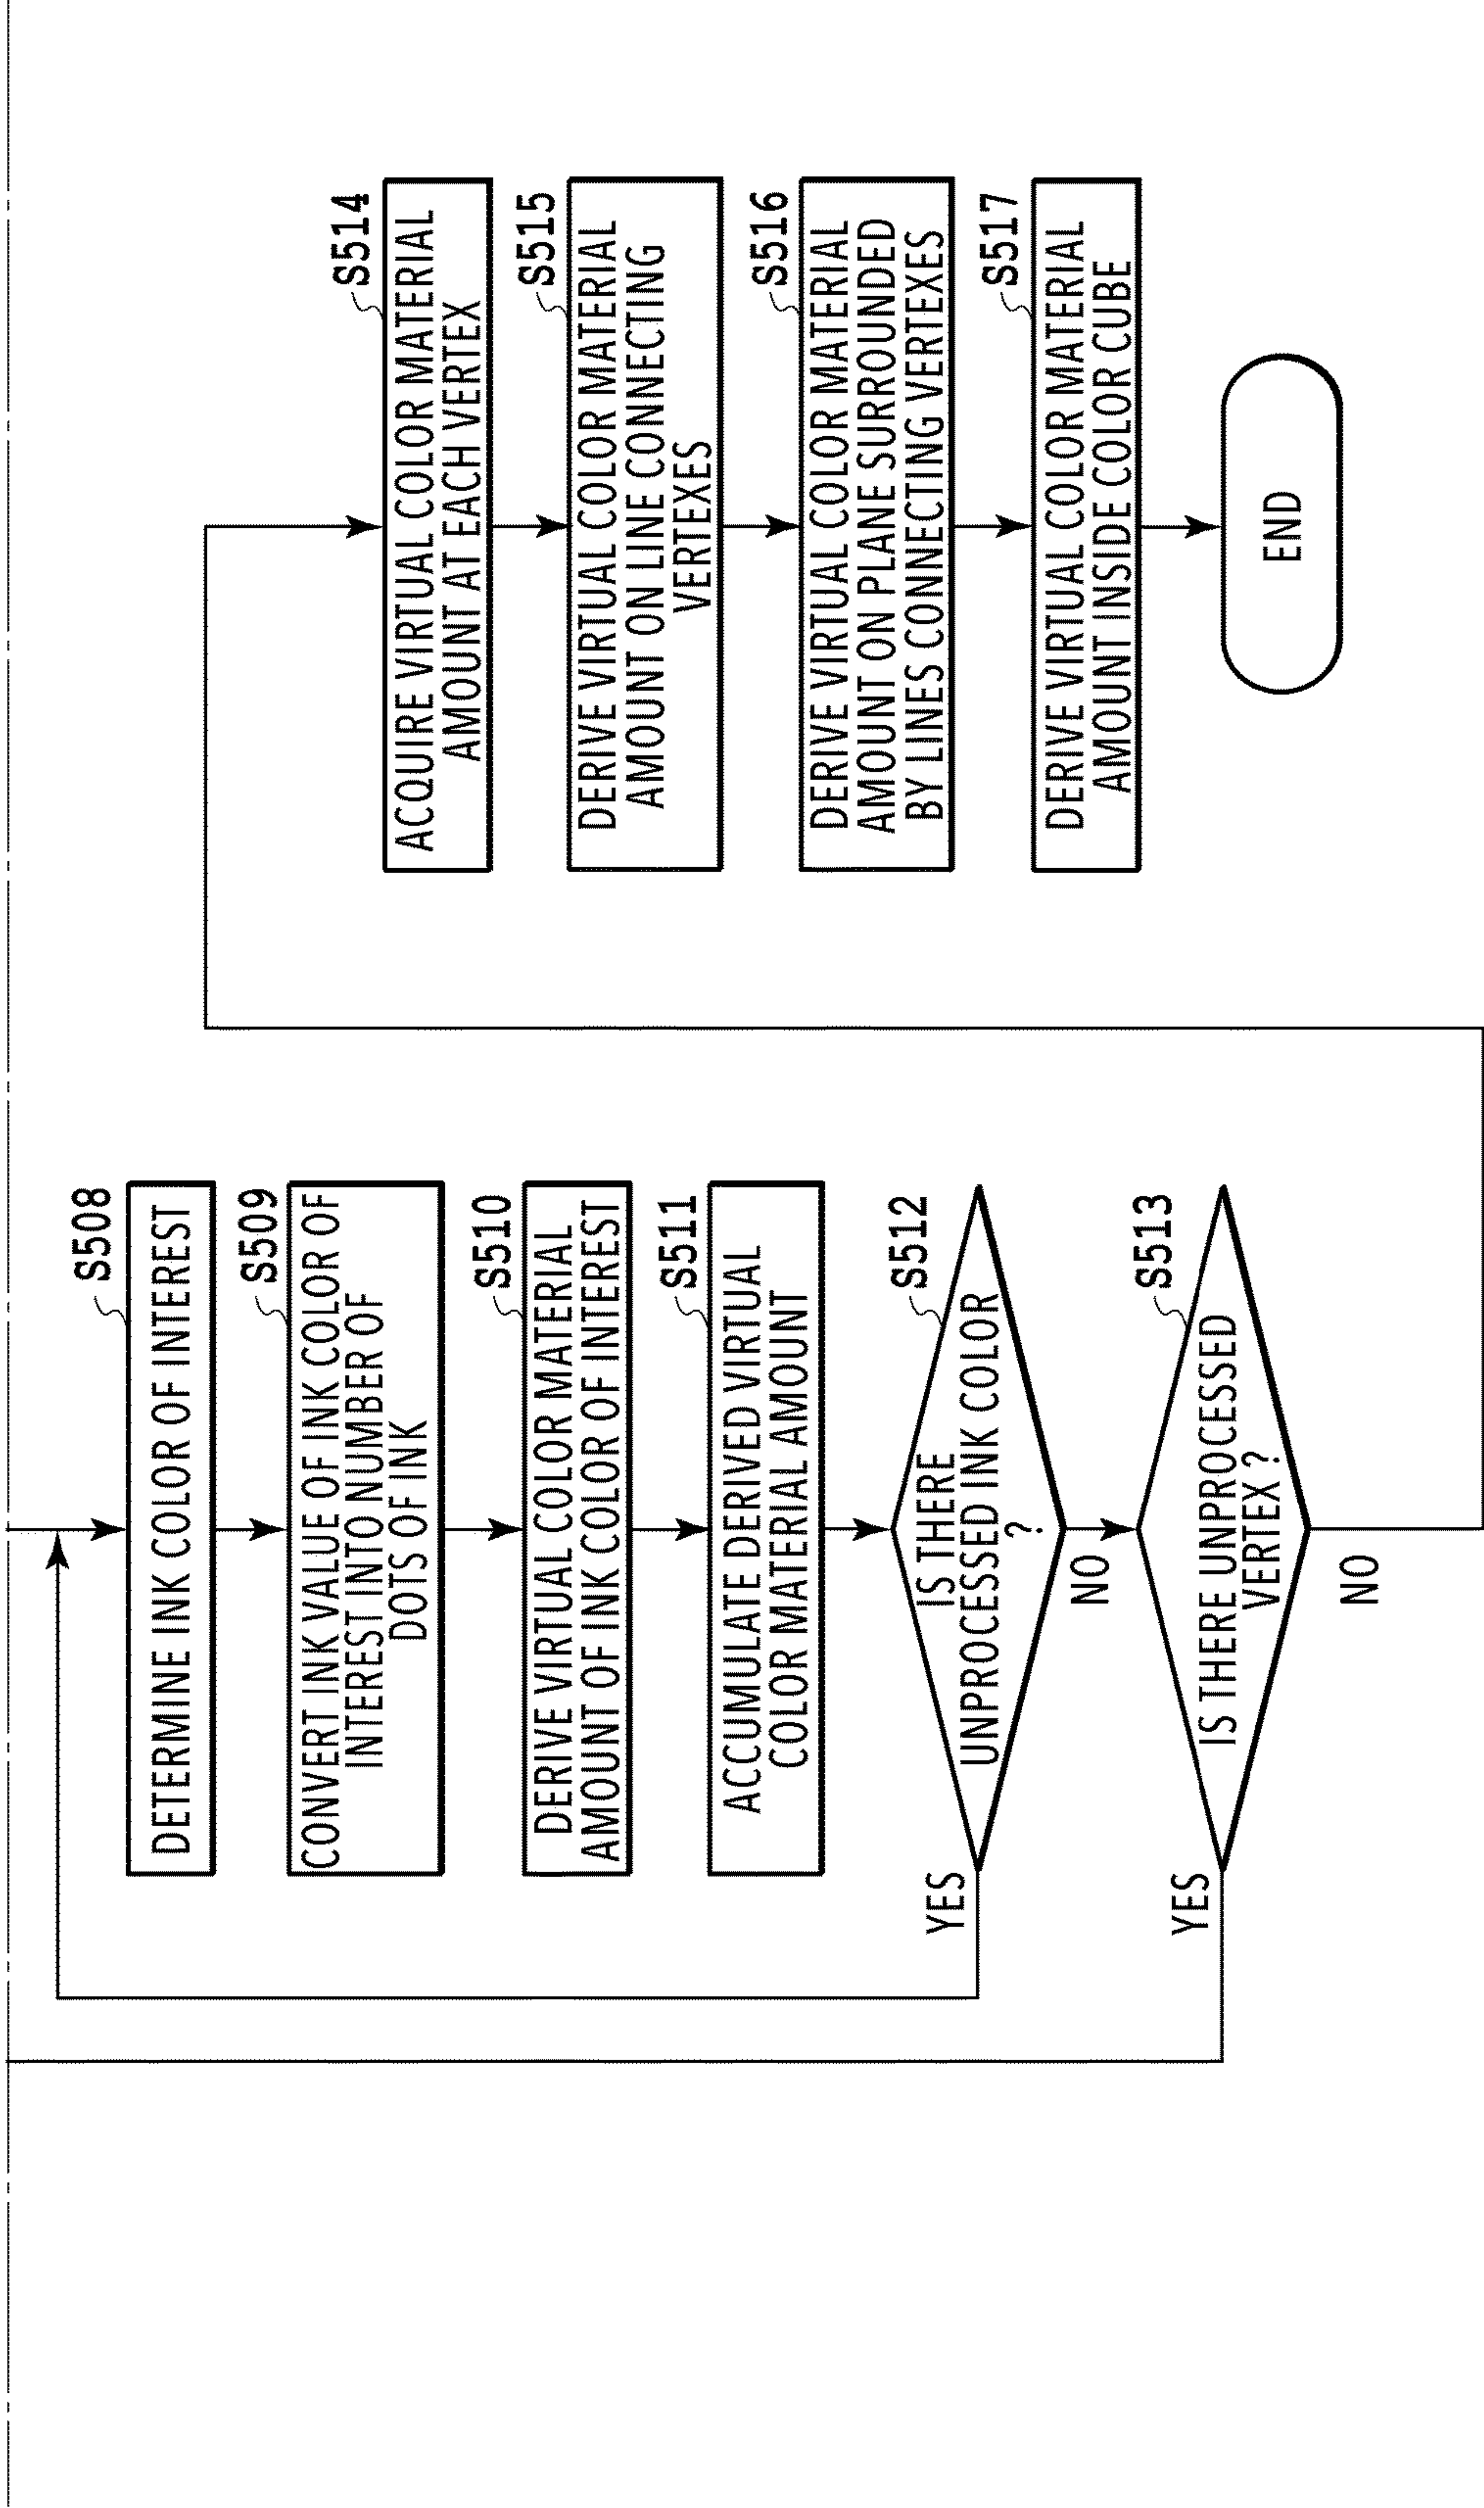 S508
DETERMINE INK COLOR OF INTEREST
S509
CONVERT INK VALUE OF INK COLOR OF
INTEREST INTO NUMBER OF
DOTS OF INK
S510
DERIVE VIRTUAL COLOR MATERIAL
AMOUNT OF INK COLOR OF INTEREST
S511
ACCUMULATE DERIVED VIRTUAL
COLOR MATERIAL AMOUNT
S512
IS THERE
UNPROCESSED INK COLOR
?
YES
NO
S513
IS THERE UNPROCESSED
VERTEX ?
YES
NO
S514
ACQUIRE VIRTUAL COLOR MATERIAL
AMOUNT AT EACH VERTEX
S515
DERIVE VIRTUAL COLOR MATERIAL
AMOUNT ON LINE CONNECTING
VERTEXES
S516
DERIVE VIRTUAL COLOR MATERIAL
AMOUNT ON PLANE SURROUNDED
BY LINES CONNECTING VERTEXES
S517
DERIVE VIRTUAL COLOR MATERIAL
AMOUNT INSIDE COLOR CUBE
END